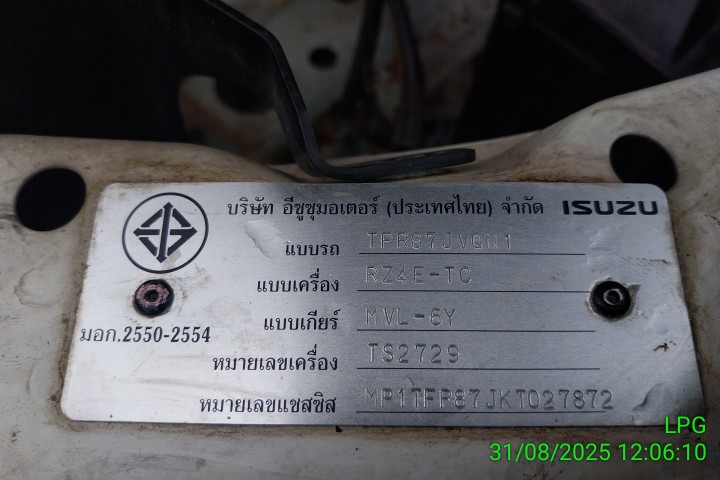 บริษัท อีซูซุมอเตอร์ (ประเทศไทย) จำกัด ISUZU
แบบรถ TFR87JVQN1
แบบเครื่อง RZ4E-TC
แบบเกียร์ MVL-6Y
มอก.2550-2554
หมายเลขเครื่อง TS2729
หมายเลขแชสซิส MP1TFR87JKT027872
LPG
31/08/2025 12:06:10